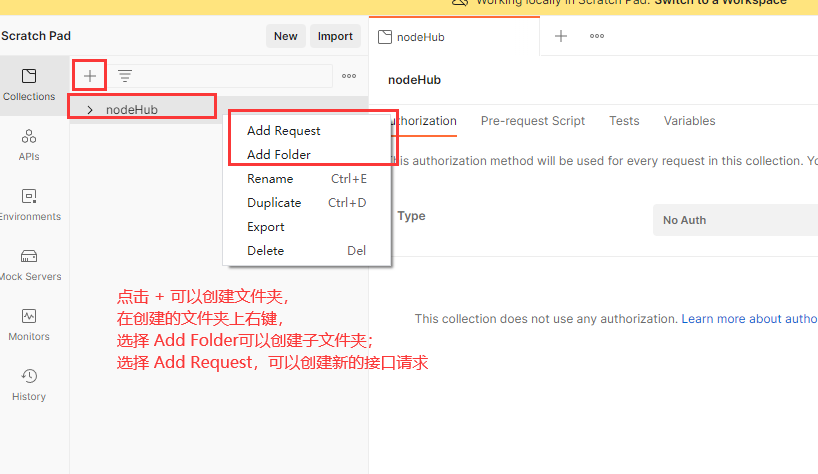 Working locally in Scratch Pad. Switch to a Workspace
Scratch Pad
New
Import
nodeHub
Collections
nodeHub
nodeHub
Add Request
Authorization
Pre-request Script
Tests
Variables
APIs
Add Folder
This authorization method will be used for every request in this collection. Yo
Rename
Ctrl+E
Environments
Duplicate
Ctrl+D
Type
No Auth
Export
Delete
Del
Mock Servers
点击 + 可以创建文件夹，
在创建的文件夹上右键，
This collection does not use any authorization. Learn more about autho
Monitors
选择 Add Folder可以创建子文件夹；
选择 Add Request，可以创建新的接口请求
History